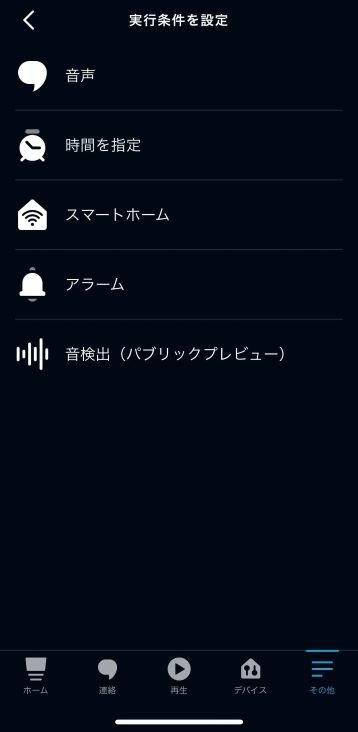 実行条件を設定
音声
時間を指定
スマートホーム
アラーム
音検出（パブリックプレビュー）
ホーム
連絡
再生
デバイス
その他